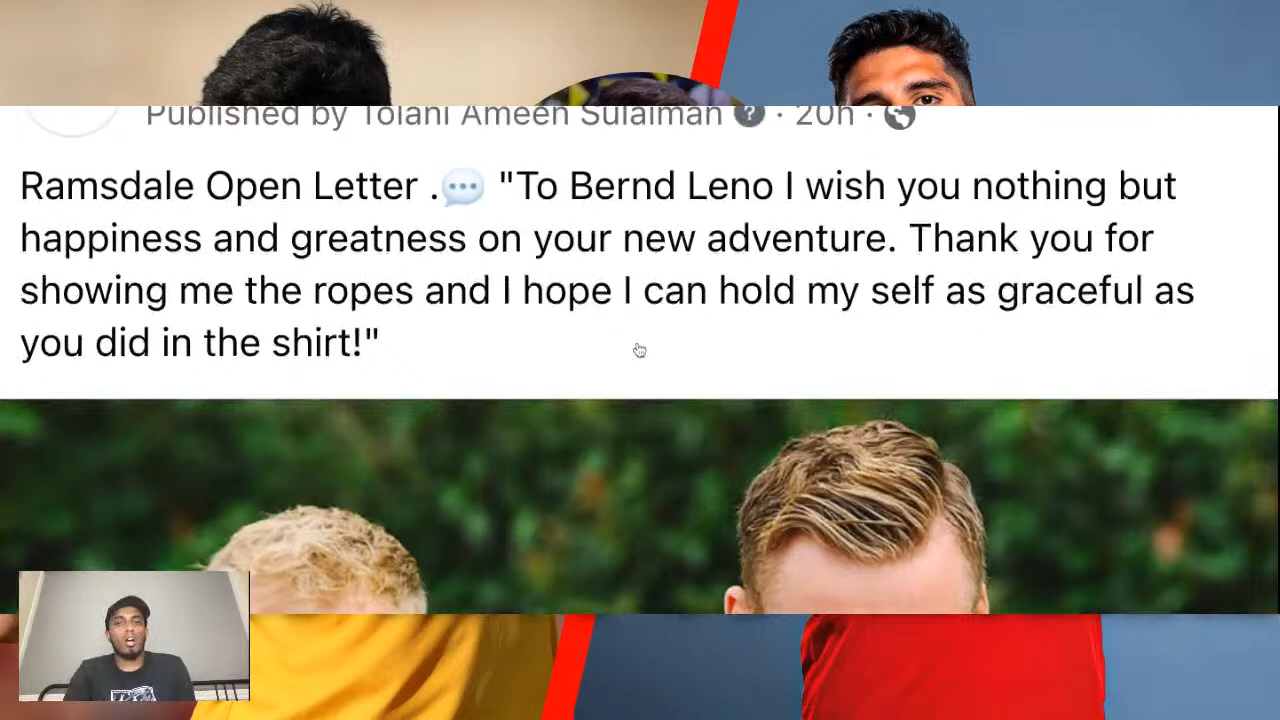 Published by Tolani Ameen Sulaiman ? · 20h ·
Ramsdale Open Letter .💬 "To Bernd Leno I wish you nothing but
happiness and greatness on your new adventure. Thank you for
showing me the ropes and I hope I can hold my self as graceful as
you did in the shirt!"